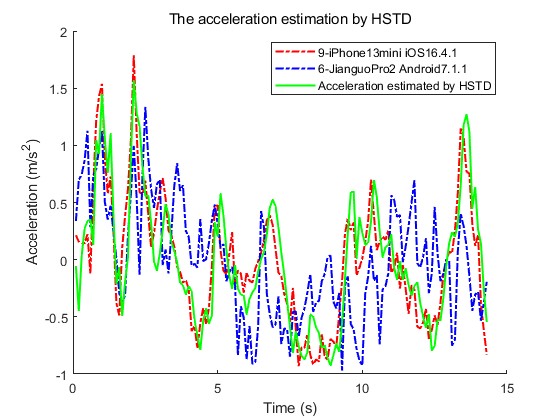 The acceleration estimation by HSTD
2
1.5
1
0.5
0
-0.5
-1
Acceleration (m/s²)
9-iPhone13mini iOS16.4.1
6-JianguoPro2 Android7.1.1
Acceleration estimated by HSTD
0
5
10
15
Time (s)